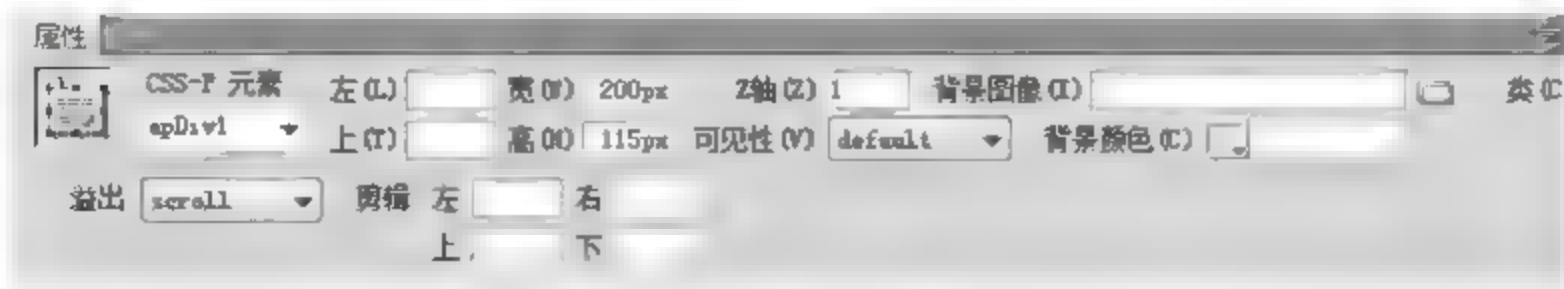 属性
CSS-P 元素 左(L) 宽(W) 200px Z轴(Z) 1 背景图像(I) 类(C
apDiv1 上(T) 高(H) 115px 可见性(V) default 背景颜色(C)
溢出 scroll 剪辑 左 右
上 下